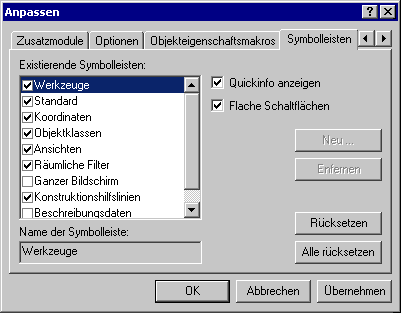 Anpassen
Zusatzmodule Optionen Objekteigenschaftsmakros Symbolleisten
Existierende Symbolleisten:
Werkzeuge
Standard
Koordinaten
Objektklassen
Ansichten
Räumliche Filter
Ganzer Bildschirm
Konstruktionshilfslinien
Beschreibungsdaten
Quickinfo anzeigen
Flache Schaltflächen
Neu ...
Enfernen
Rücksetzen
Alle rücksetzen
Name der Symbolleiste:
Werkzeuge
OK Abbrechen Übernehmen